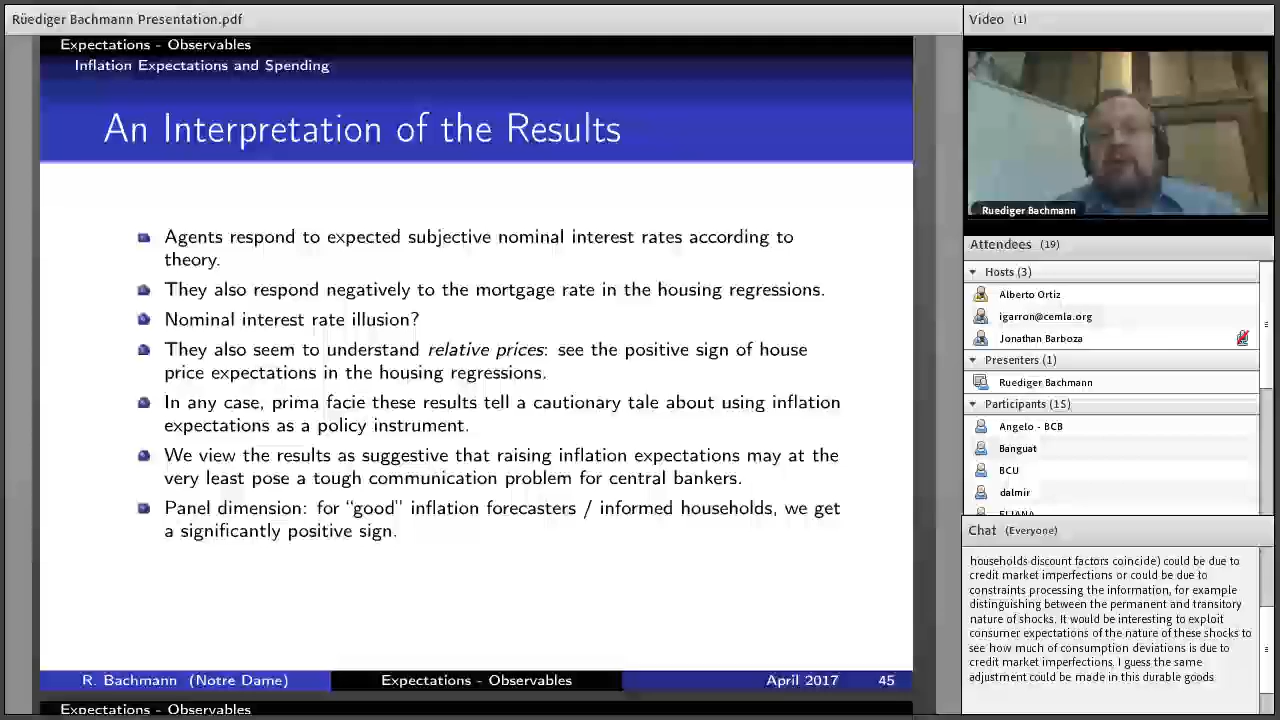 Rüediger Bachmann Presentation.pdf
Expectations - Observables
Inflation Expectations and Spending
An Interpretation of the Results
Agents respond to expected subjective nominal interest rates according to
theory.
They also respond negatively to the mortgage rate in the housing regressions.
Nominal interest rate illusion?
They also seem to understand relative prices: see the positive sign of house
price expectations in the housing regressions.
In any case, prima facie these results tell a cautionary tale about using inflation
expectations as a policy instrument.
We view the results as suggestive that raising inflation expectations may at the
very least pose a tough communication problem for central bankers.
Panel dimension: for "good" inflation forecasters / informed households, we get
a significantly positive sign.
R. Bachmann (Notre Dame) Expectations - Observables April 2017 45
Expectations - Observables
Video (1)
Ruediger Bachmann
Attendees (19)
Hosts (3)
Alberto Ortiz
igarron@cemla.org
Jonathan Barboza
Presenters (1)
Ruediger Bachmann
Participants (15)
Angelo - BCB
Banguat
BCU
dalmir
ELIANA
Chat (Everyone)
households discount factors coincide) could be due to
credit market imperfections or could be due to
constraints processing the information, for example
distinguishing between the permanent and transitory
nature of shocks. It would be interesting to exploit
consumer expectations of the nature of these shocks to
see how much of consumption deviations is due to
credit market imperfections. I guess the same
adjustment could be made in this durable goods